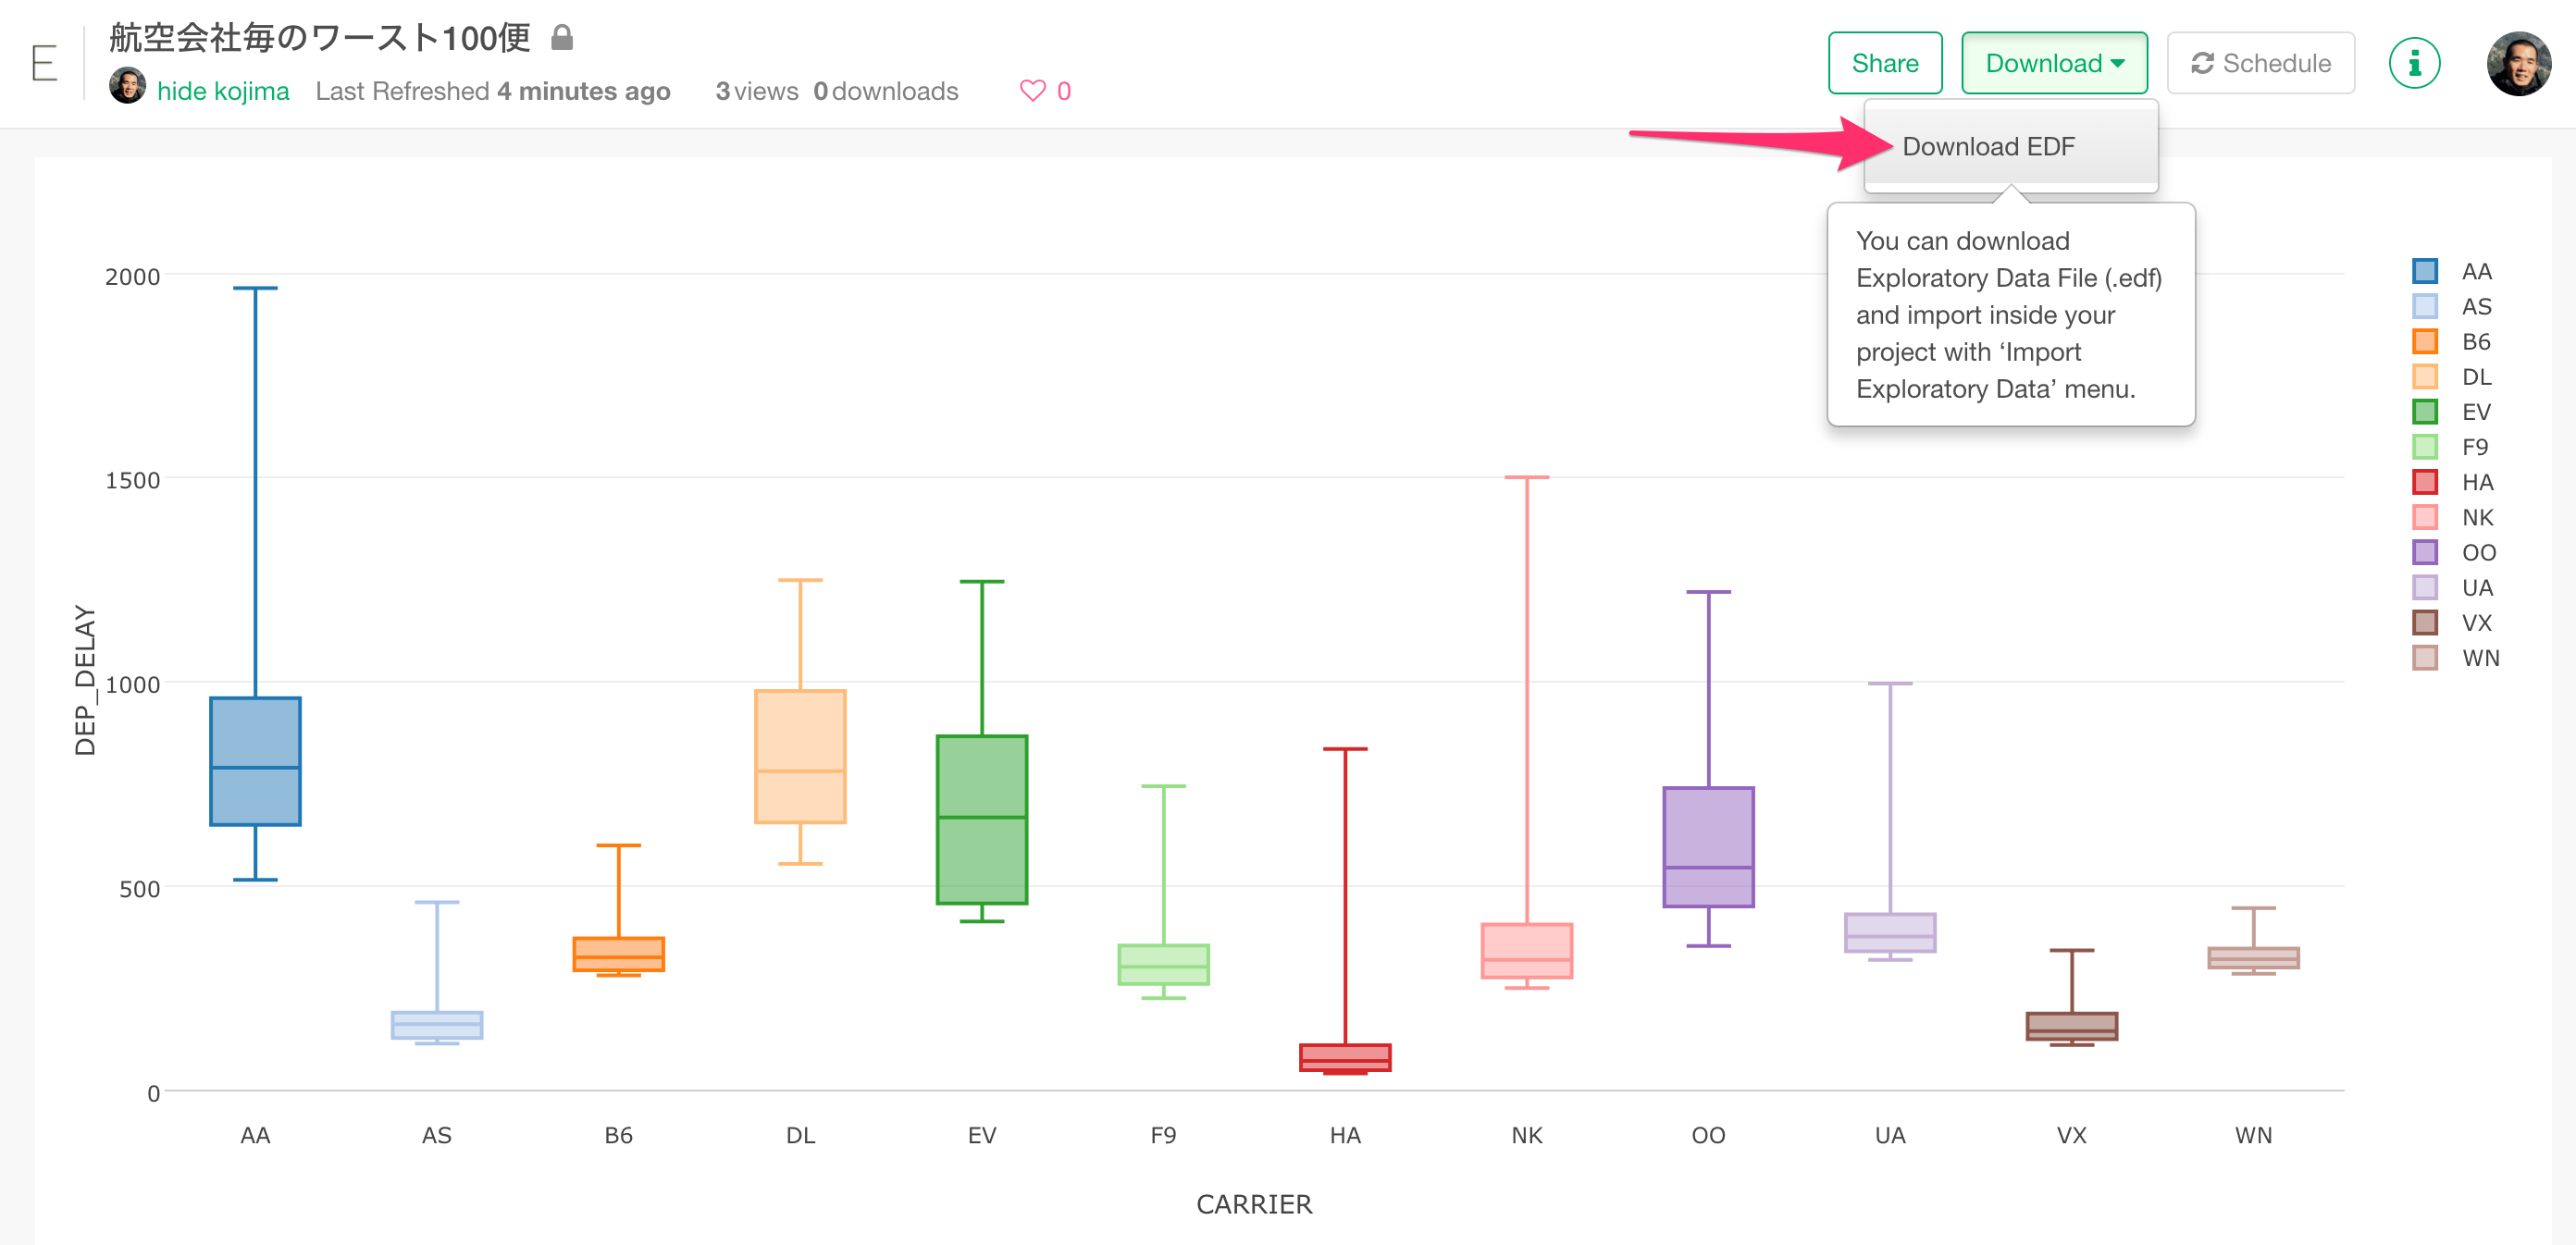 E
航空会社毎のワースト100便
hide kojima Last Refreshed 4 minutes ago 3 views 0 downloads 0
Share
Download
Schedule
Download EDF
You can download
Exploratory Data File (.edf)
and import inside your
project with ‘Import
Exploratory Data’ menu.
2000
1500
1000
500
0
DEP_DELAY
AA AS B6 DL EV F9 HA NK OO UA VX WN
CARRIER
AA
AS
B6
DL
EV
F9
HA
NK
OO
UA
VX
WN